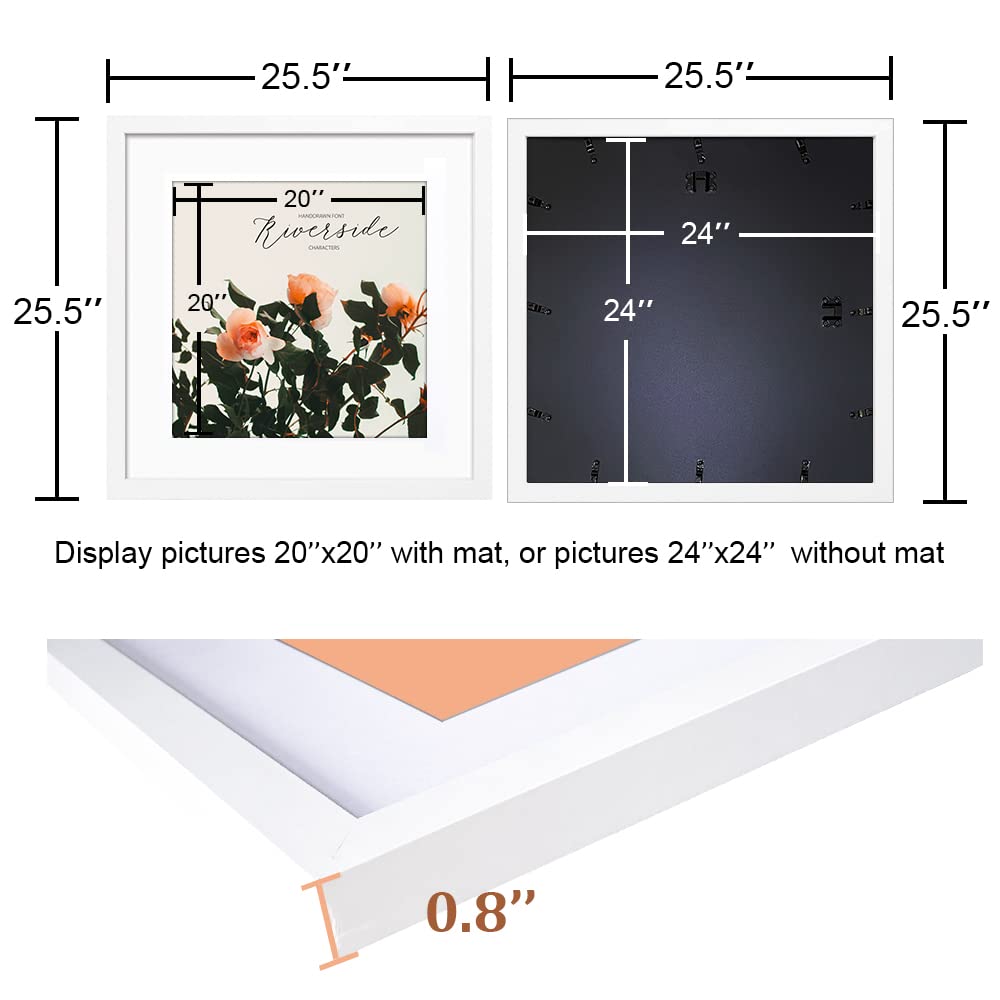 25.5’’
25.5’’
25.5’’
20’’
HANDDRAWN FONT
Riverside
CHARACTERS
20’’
24’’
24’’
25.5’’
Display pictures 20’’x20’’ with mat, or pictures 24’’x24’’ without mat
0.8’’